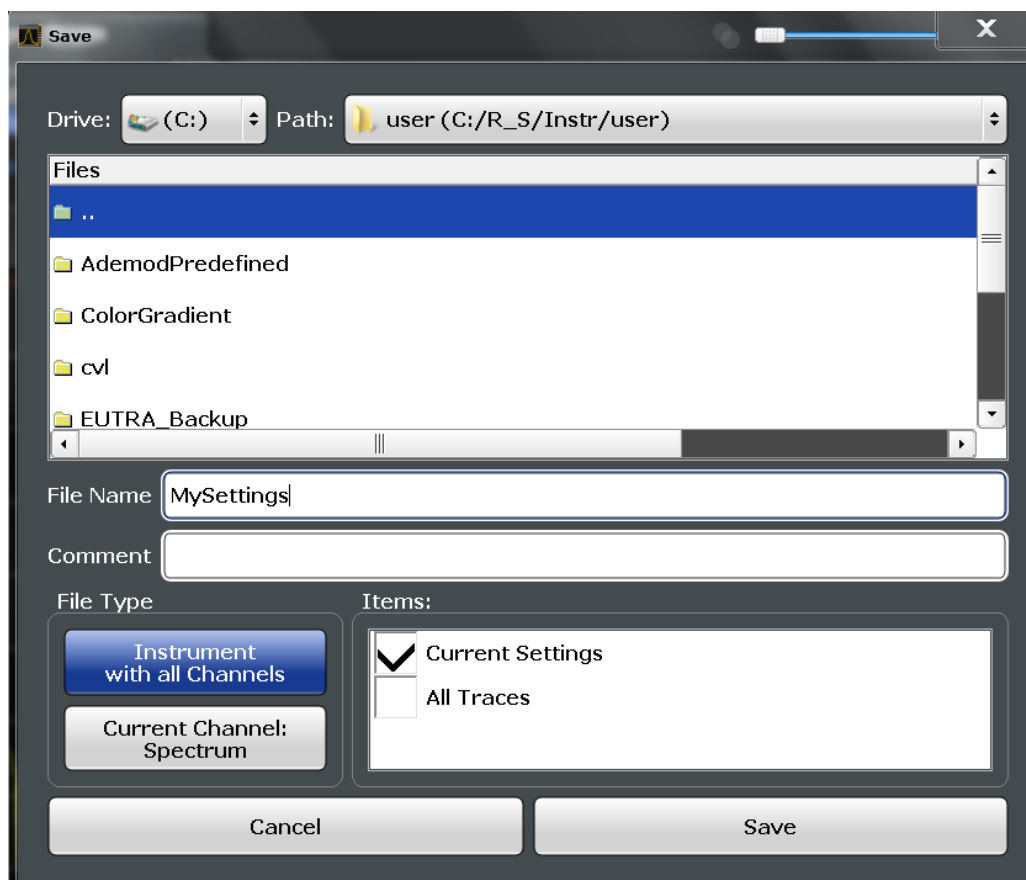 Save
X
Drive: (C:) Path: user (C:/R_S/Instr/user)
Files
..
AdemodPredefined
ColorGradient
cvl
EUTRA_Backup
File Name MySettings
Comment
File Type Items:
Instrument
with all Channels
Current Settings
All Traces
Current Channel:
Spectrum
Cancel Save